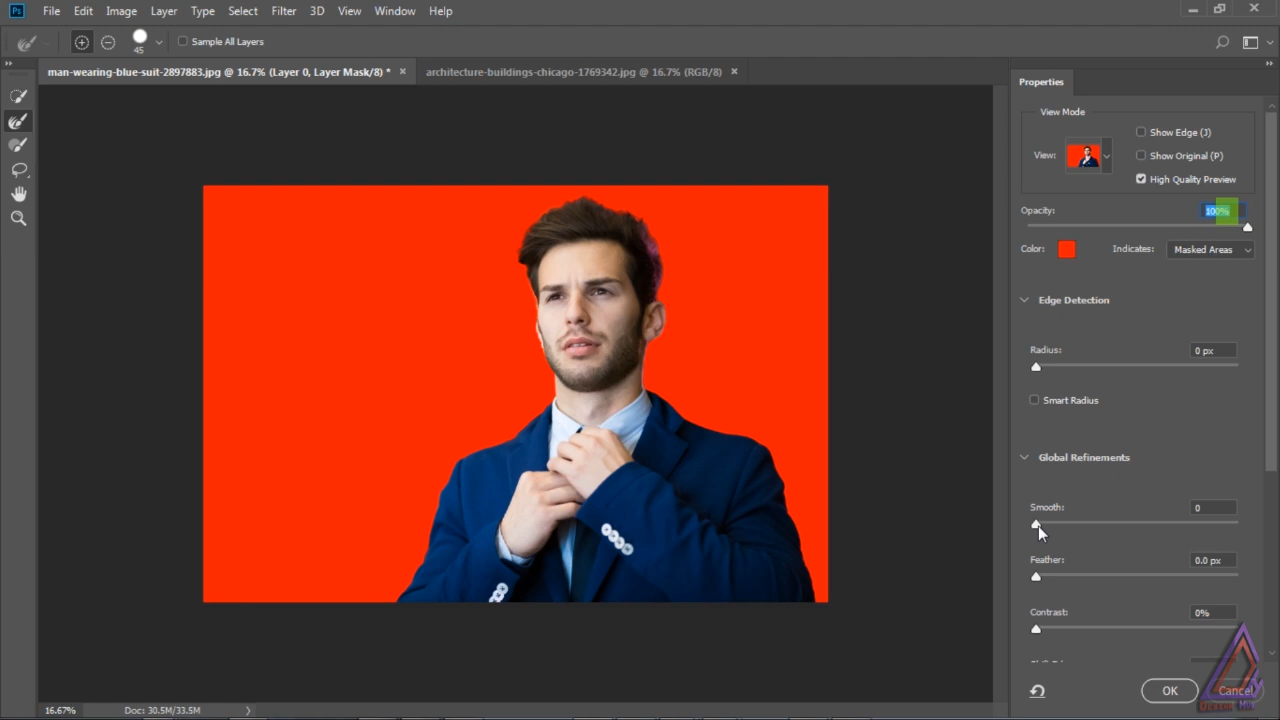 Ps File Edit Image Layer Type Select Filter 3D View Window Help
45 Sample All Layers
man-wearing-blue-suit-2897883.jpg @ 16.7% (Layer 0, Layer Mask/8) * ×
architecture-buildings-chicago-1769342.jpg @ 16.7% (RGB/8) ×
Properties
View Mode
Show Edge (J)
View:
Show Original (P)
High Quality Preview
Opacity: 100%
Color: Indicates: Masked Areas
Edge Detection
Radius: 0 px
Smart Radius
Global Refinements
Smooth: 0
Feather: 0.0 px
Contrast: 0%
OK Cancel
16.67% Doc: 30.5M/33.5M